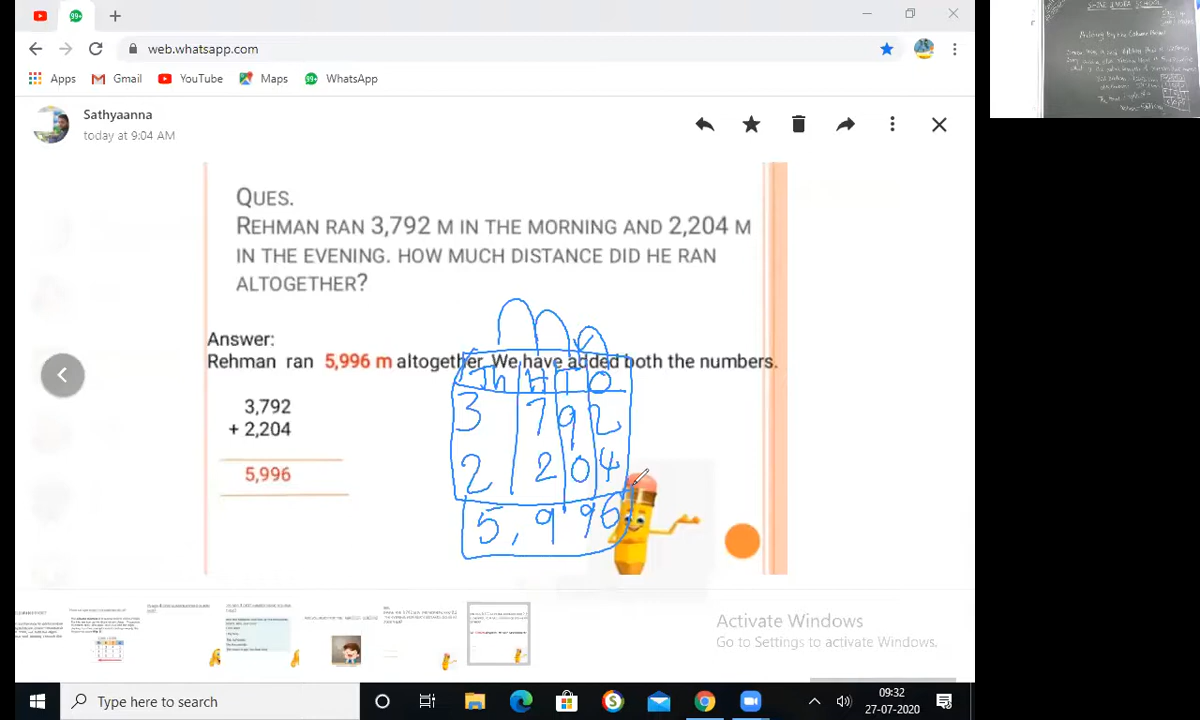 99+
web.whatsapp.com
Apps Gmail YouTube Maps WhatsApp
Sathyaanna
today at 9:04 AM
QUES.
REHMAN RAN 3,792 M IN THE MORNING AND 2,204 M
IN THE EVENING. HOW MUCH DISTANCE DID HE RAN
ALTOGETHER?
Answer:
Rehman ran 5,996 m altogether. We have added both the numbers.
3,792
+ 2,204
5,996
Th H T O
3 7 9 2
2 2 0 4
5, 9 9 6
Activate Windows
Go to Settings to activate Windows.
Type here to search
09:32
27-07-2020